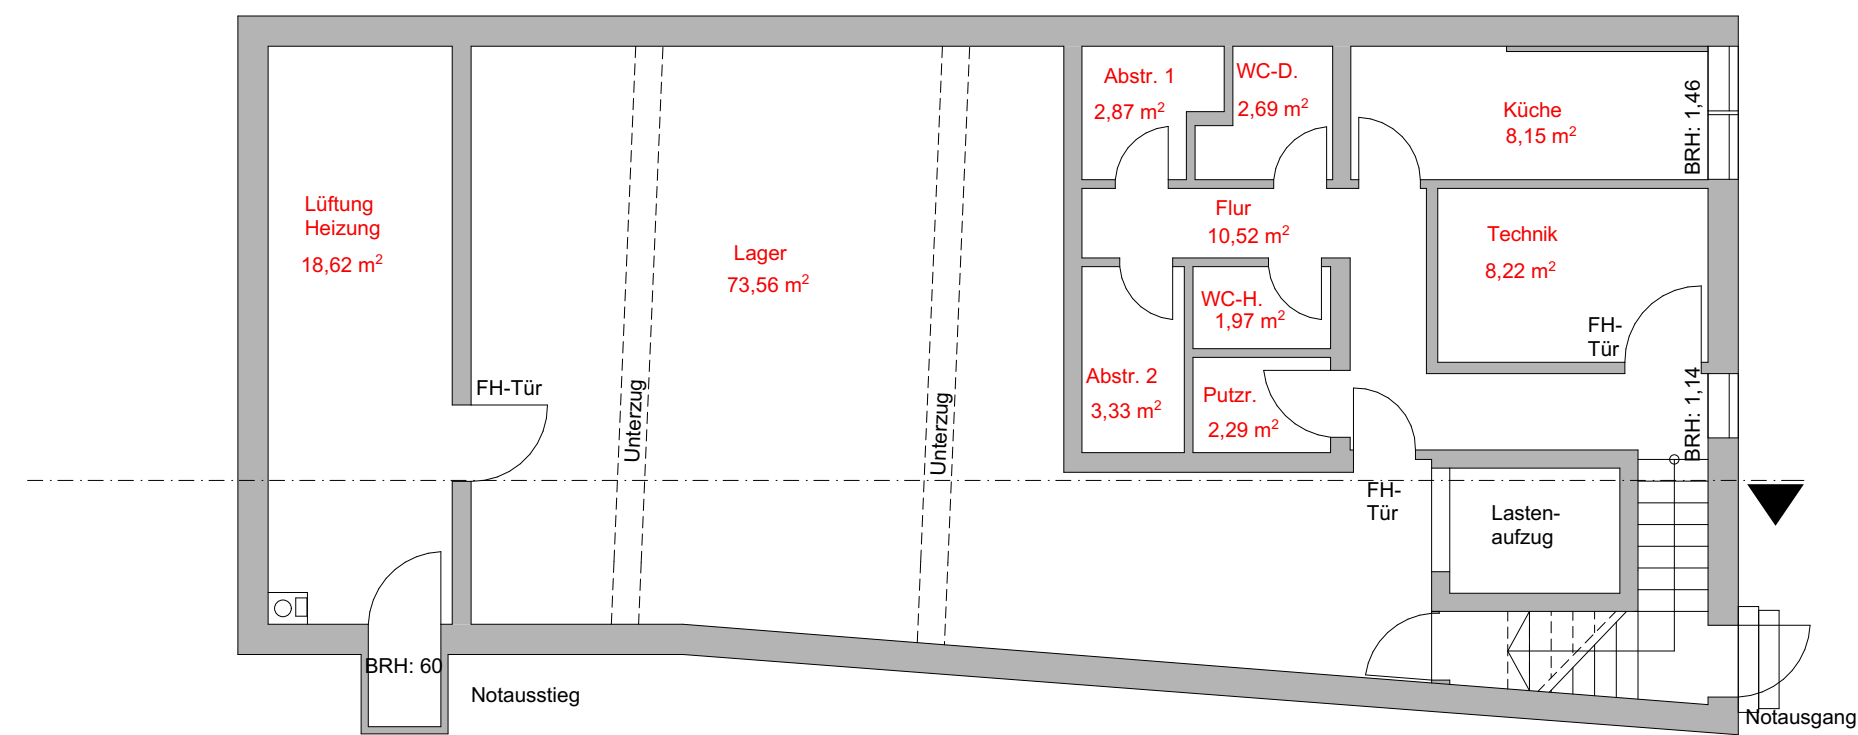 Lüftung
Heizung
18,62 m²
FH-Tür
BRH: 60
Notausstieg
Unterzug
Lager
73,56 m²
Unterzug
Abstr. 1
2,87 m²
WC-D.
2,69 m²
Küche
8,15 m²
BRH: 1,46
Flur
10,52 m²
Technik
8,22 m²
FH-
Tür
BRH: 1,14
WC-H.
1,97 m²
Abstr. 2
3,33 m²
Putzr.
2,29 m²
FH-
Tür
Lasten-
aufzug
Notausgang